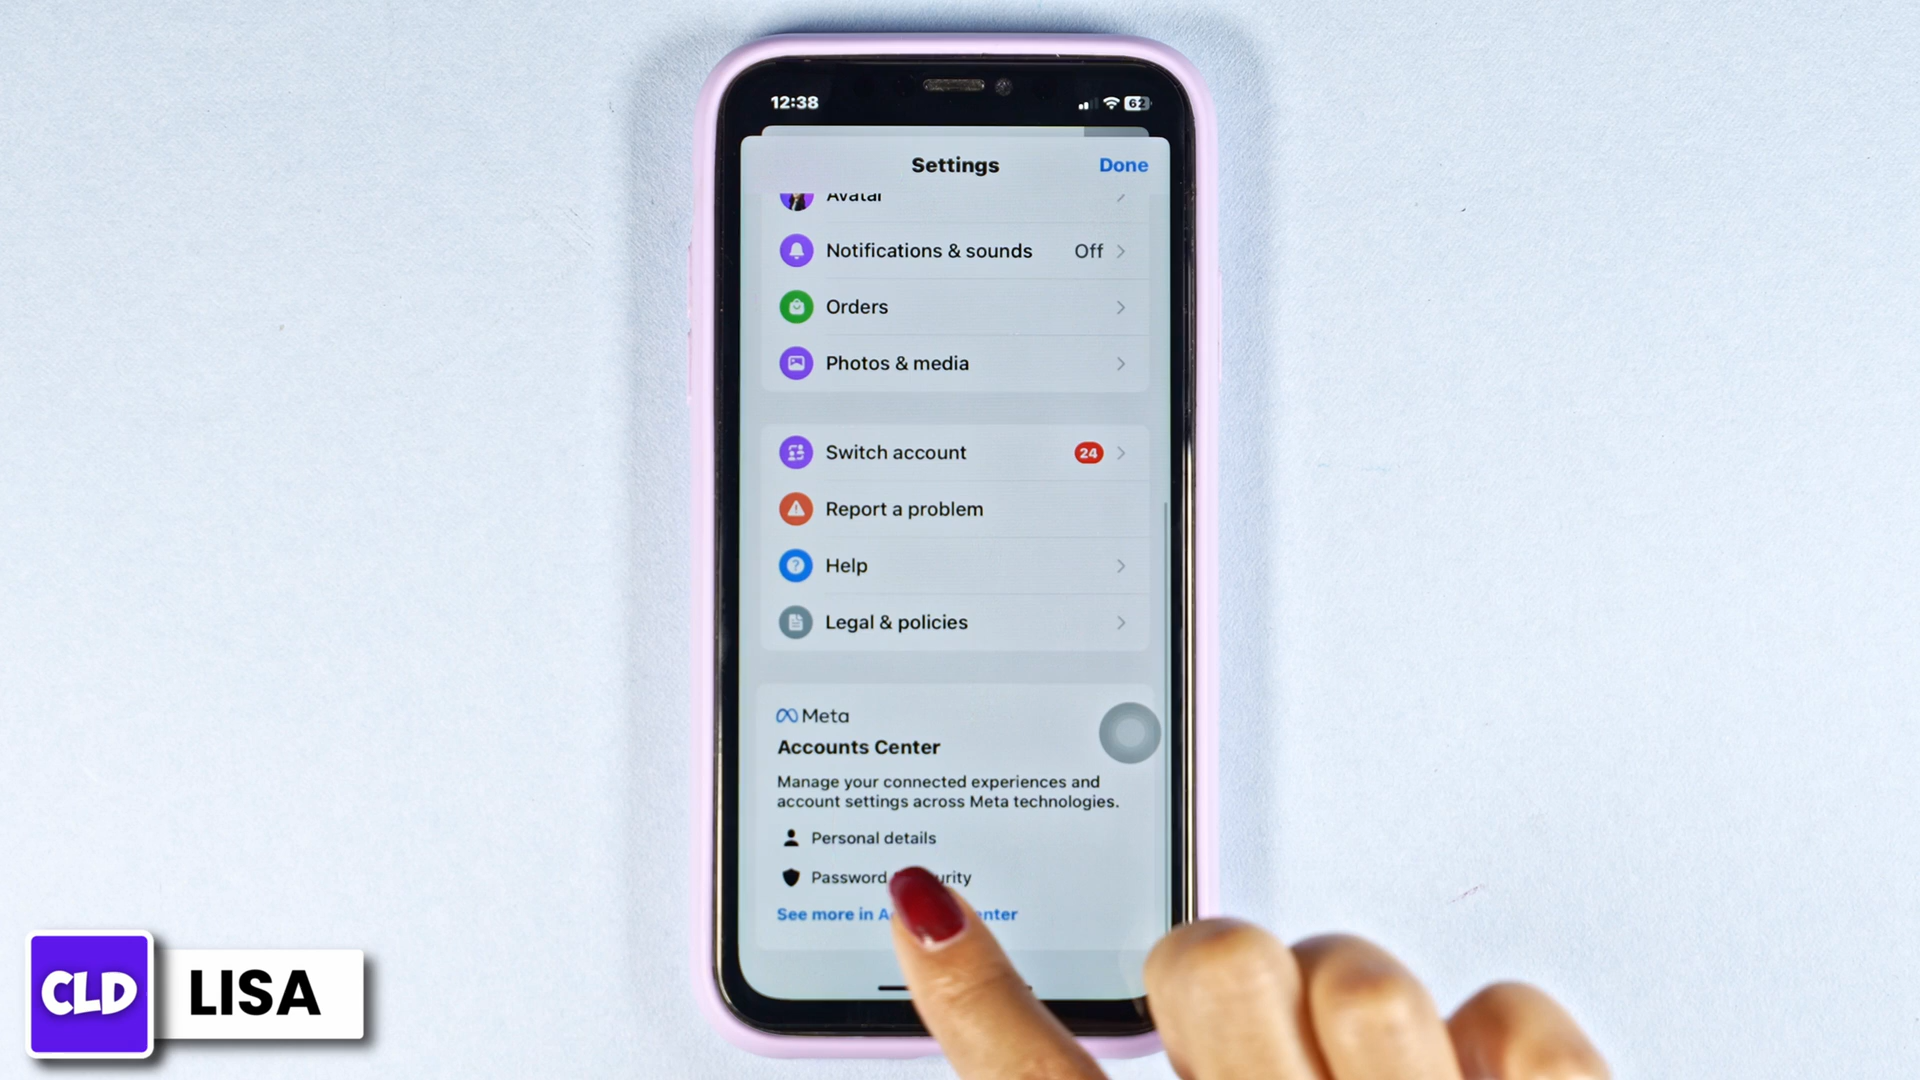 12:38
62
Settings
Done
Avatar
Notifications & sounds
Off
Orders
Photos & media
Switch account
24
Report a problem
Help
Legal & policies
Meta
Accounts Center
Manage your connected experiences and
account settings across Meta technologies.
Personal details
Password
See more in
CLD
LISA